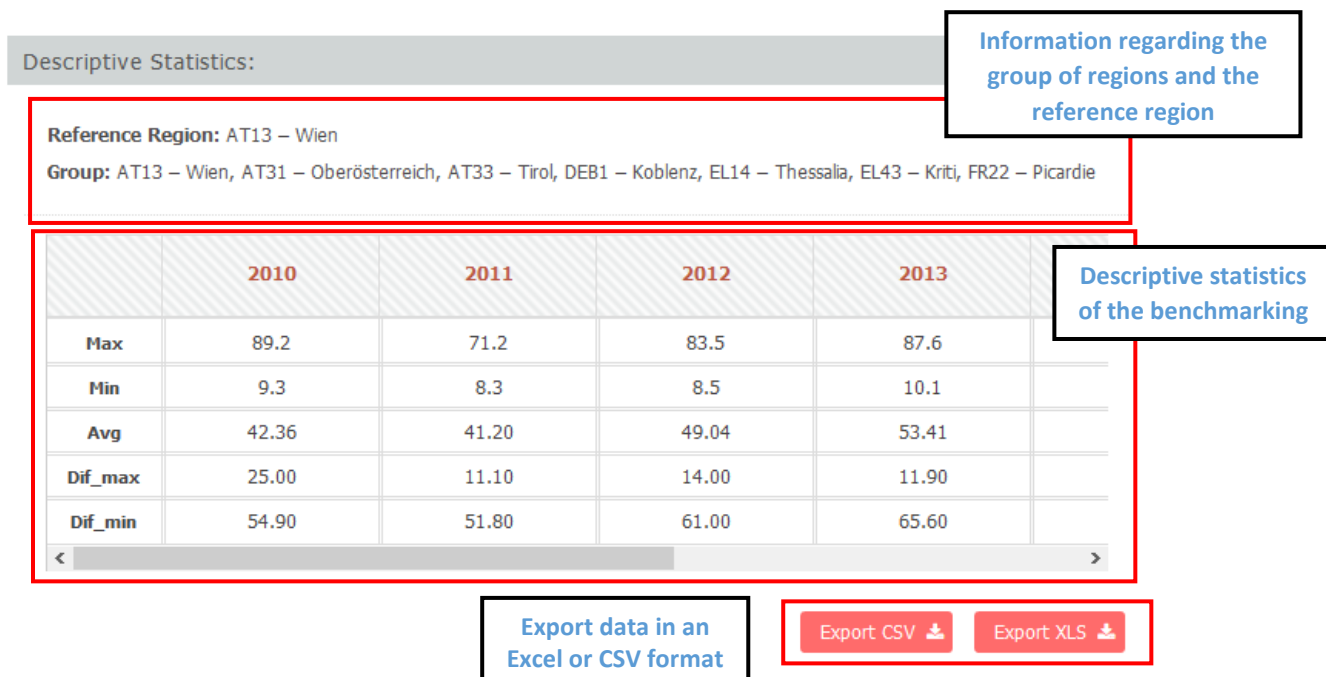 Information regarding the
group of regions and the
reference region
Descriptive Statistics:
Reference Region: AT13 – Wien
Group: AT13 – Wien, AT31 – Oberösterreich, AT33 – Tirol, DEB1 – Koblenz, EL14 – Thessalia, EL43 – Kriti, FR22 – Picardie
2010 2011 2012 2013
Descriptive statistics
of the benchmarking
Max 89.2 71.2 83.5 87.6
Min 9.3 8.3 8.5 10.1
Avg 42.36 41.20 49.04 53.41
Dif_max 25.00 11.10 14.00 11.90
Dif_min 54.90 51.80 61.00 65.60
Export data in an
Excel or CSV format
Export CSV Export XLS